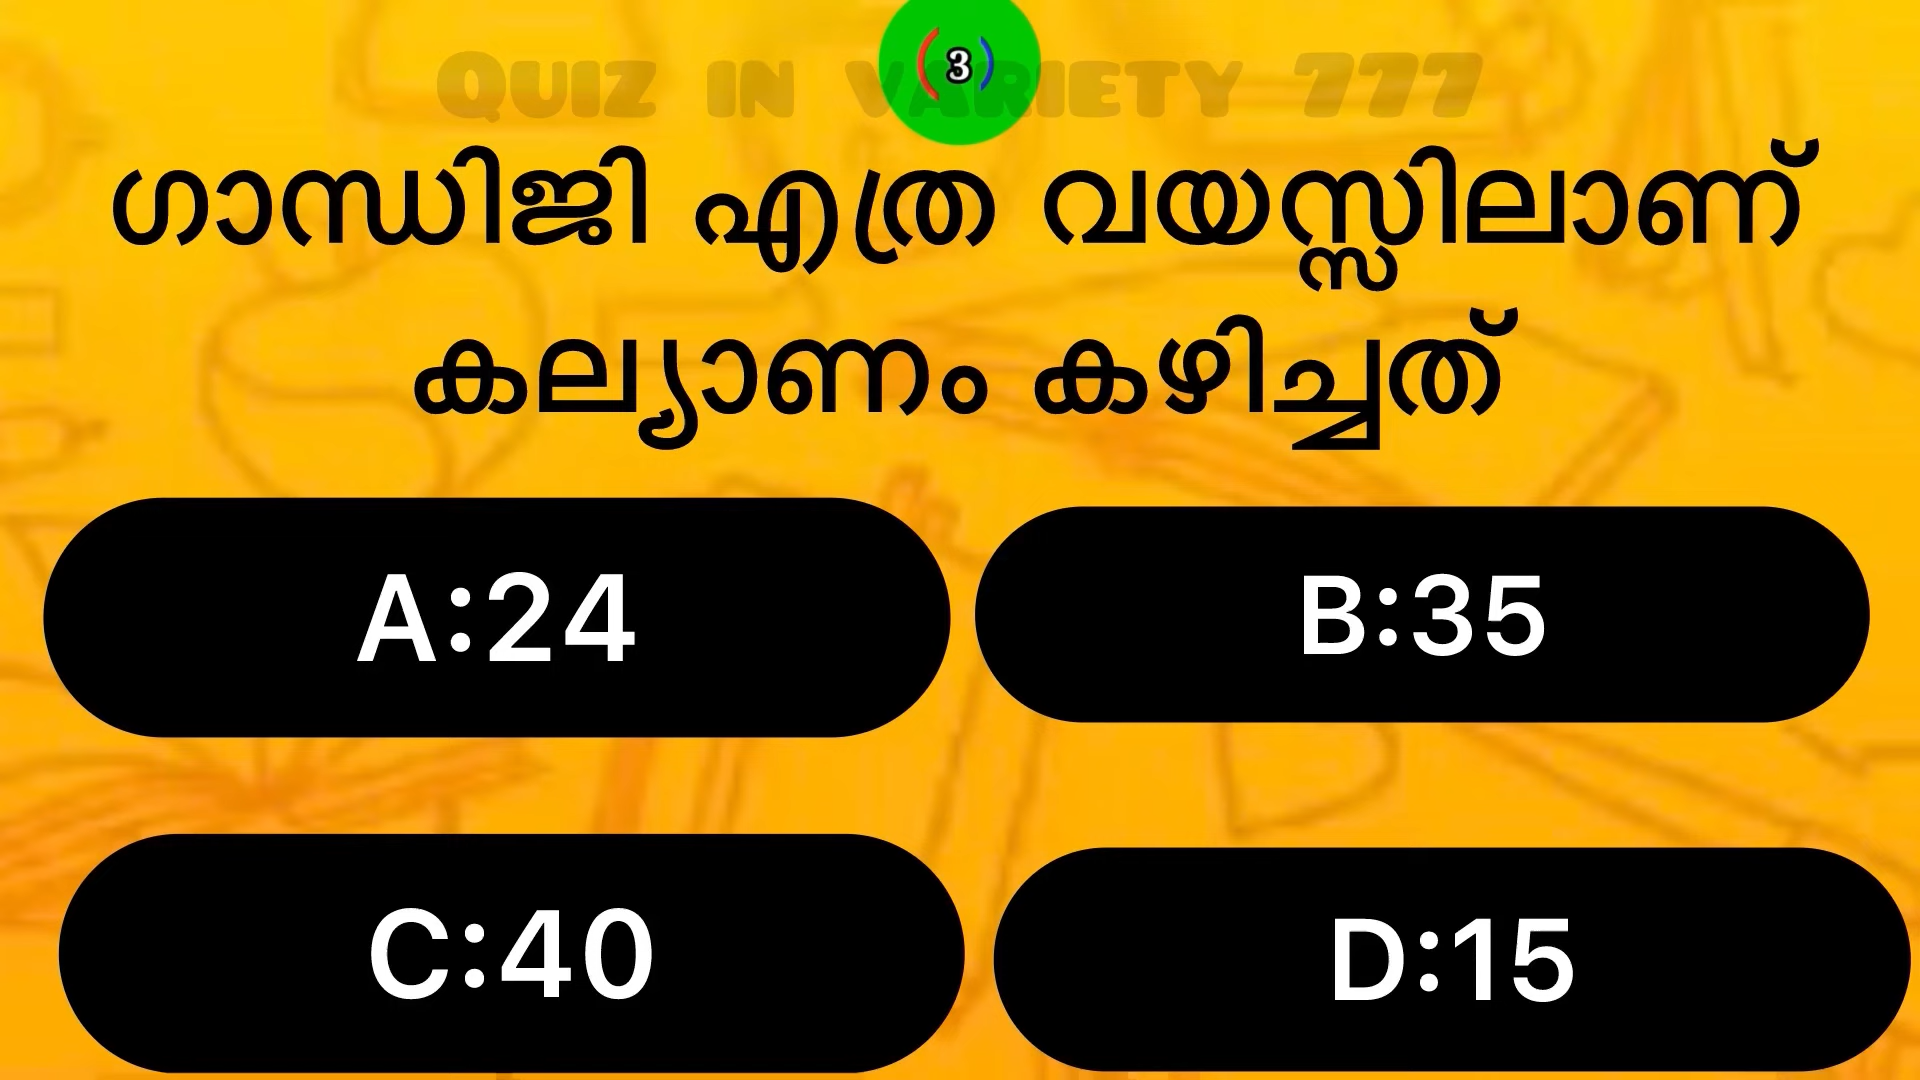 QUIZ IN VARIETY 777
3
ഗാന്ധിജി എത്ര വയസ്സിലാണ്
കല്യാണം കഴിച്ചത്
A:24
B:35
C:40
D:15